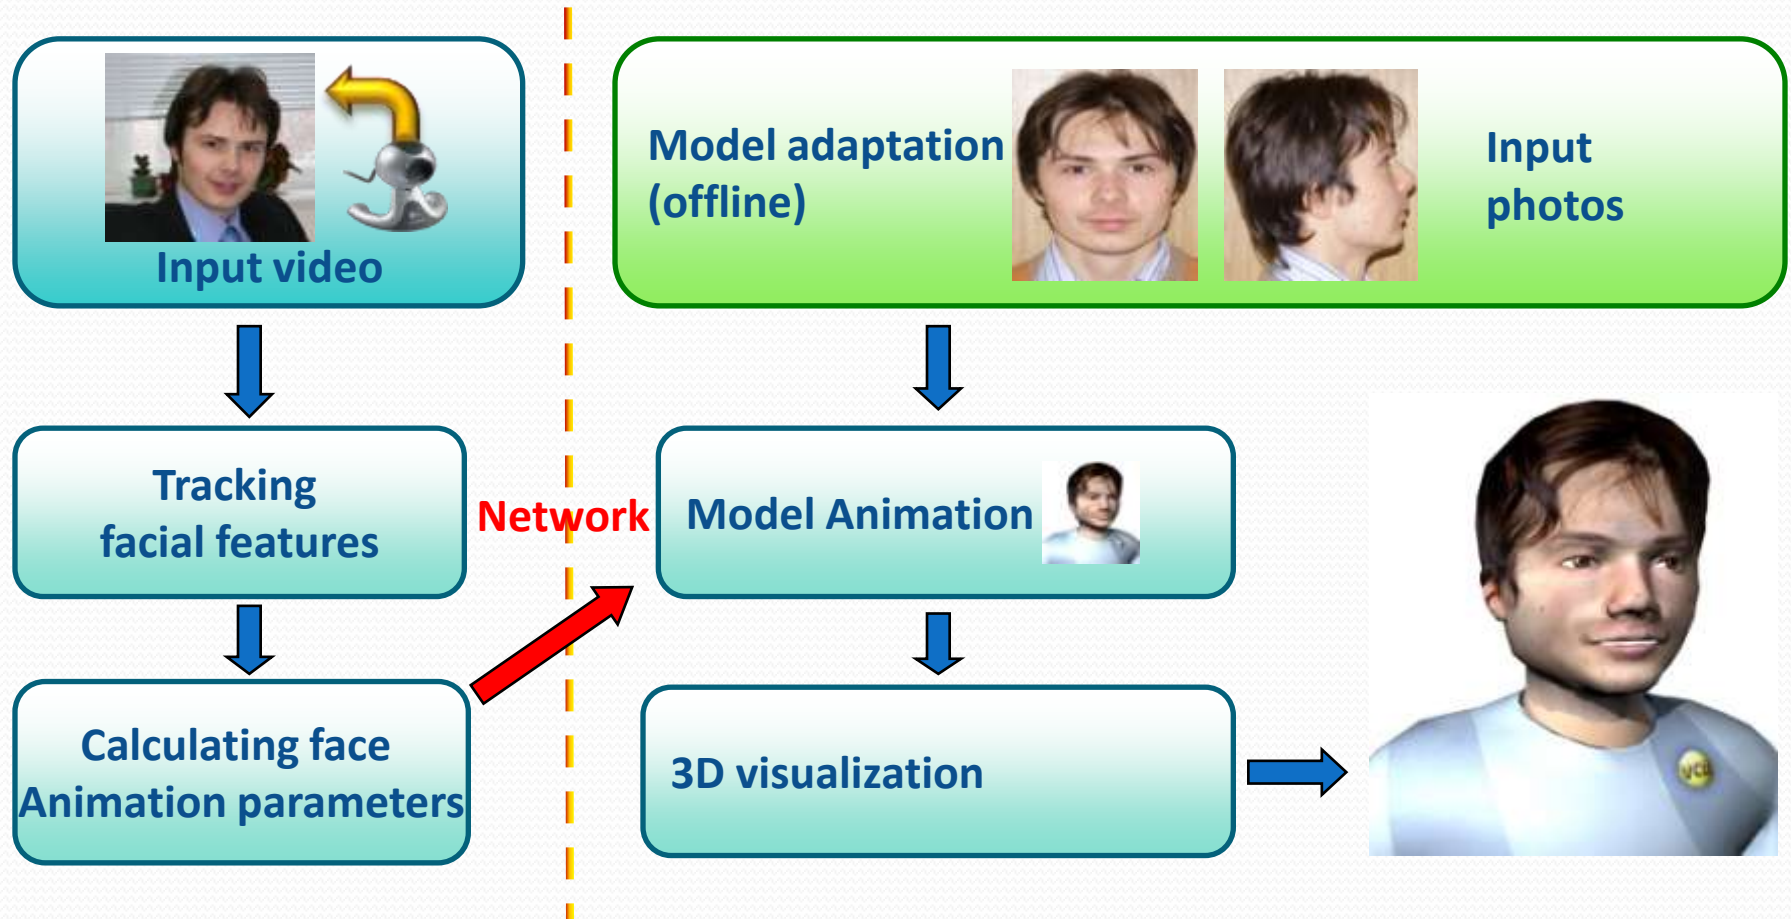 Input video
Model adaptation
(offline)
Input
photos
Tracking
facial features
Network
Model Animation
Calculating face
Animation parameters
3D visualization